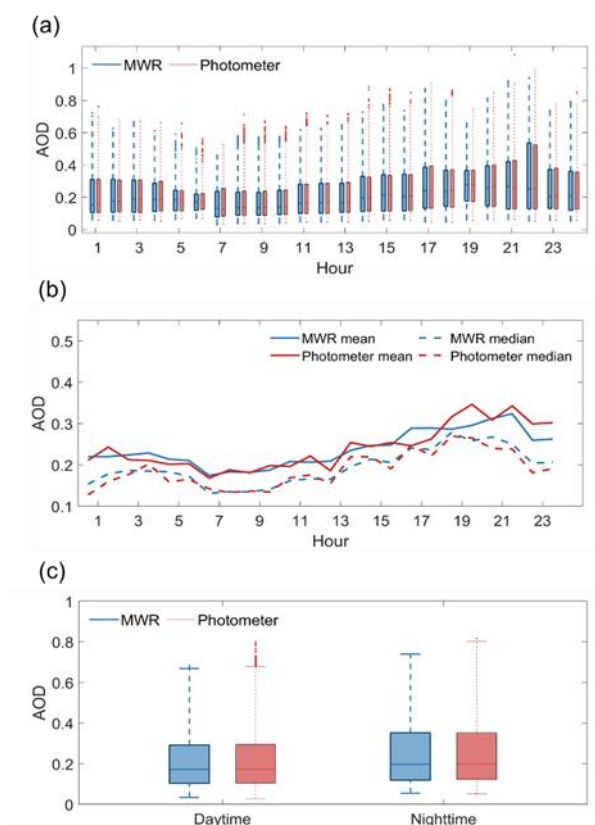 (a)
MWR Photometer
1
0.8
0.6
0.4
0.2
0
AOD
1 3 5 7 9 11 13 15 17 19 21 23
Hour
(b)
0.5
0.4
0.3
0.2
0.1
AOD
MWR mean MWR median
Photometer mean Photometer median
1 3 5 7 9 11 13 15 17 19 21 23
Hour
(c)
MWR Photometer
1
0.8
0.6
0.4
0.2
0
AOD
Daytime Nighttime